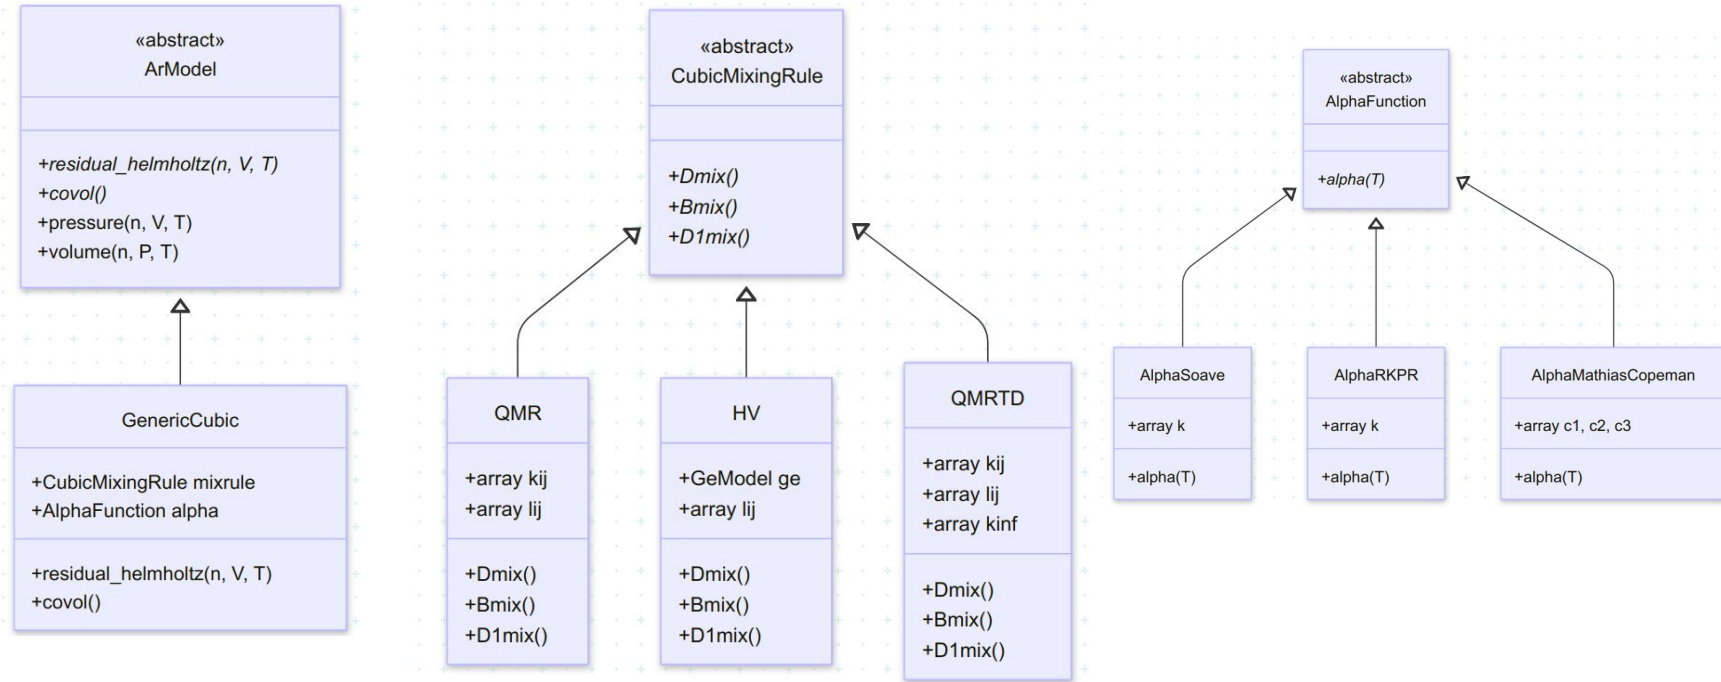 «abstract»
ArModel
+residual_helmholtz(n, V, T)
+covol()
+pressure(n, V, T)
+volume(n, P, T)
GenericCubic
+CubicMixingRule mixrule
+AlphaFunction alpha
+residual_helmholtz(n, V, T)
+covol()
«abstract»
CubicMixingRule
+Dmix()
+Bmix()
+D1mix()
QMR
+array kij
+array lij
+Dmix()
+Bmix()
+D1mix()
HV
+GeModel ge
+array lij
+Dmix()
+Bmix()
+D1mix()
QMRTD
+array kij
+array lij
+array kinf
+Dmix()
+Bmix()
+D1mix()
«abstract»
AlphaFunction
+alpha(T)
AlphaSoave
+array k
+alpha(T)
AlphaRKPR
+array k
+alpha(T)
AlphaMathiasCopeman
+array c1, c2, c3
+alpha(T)